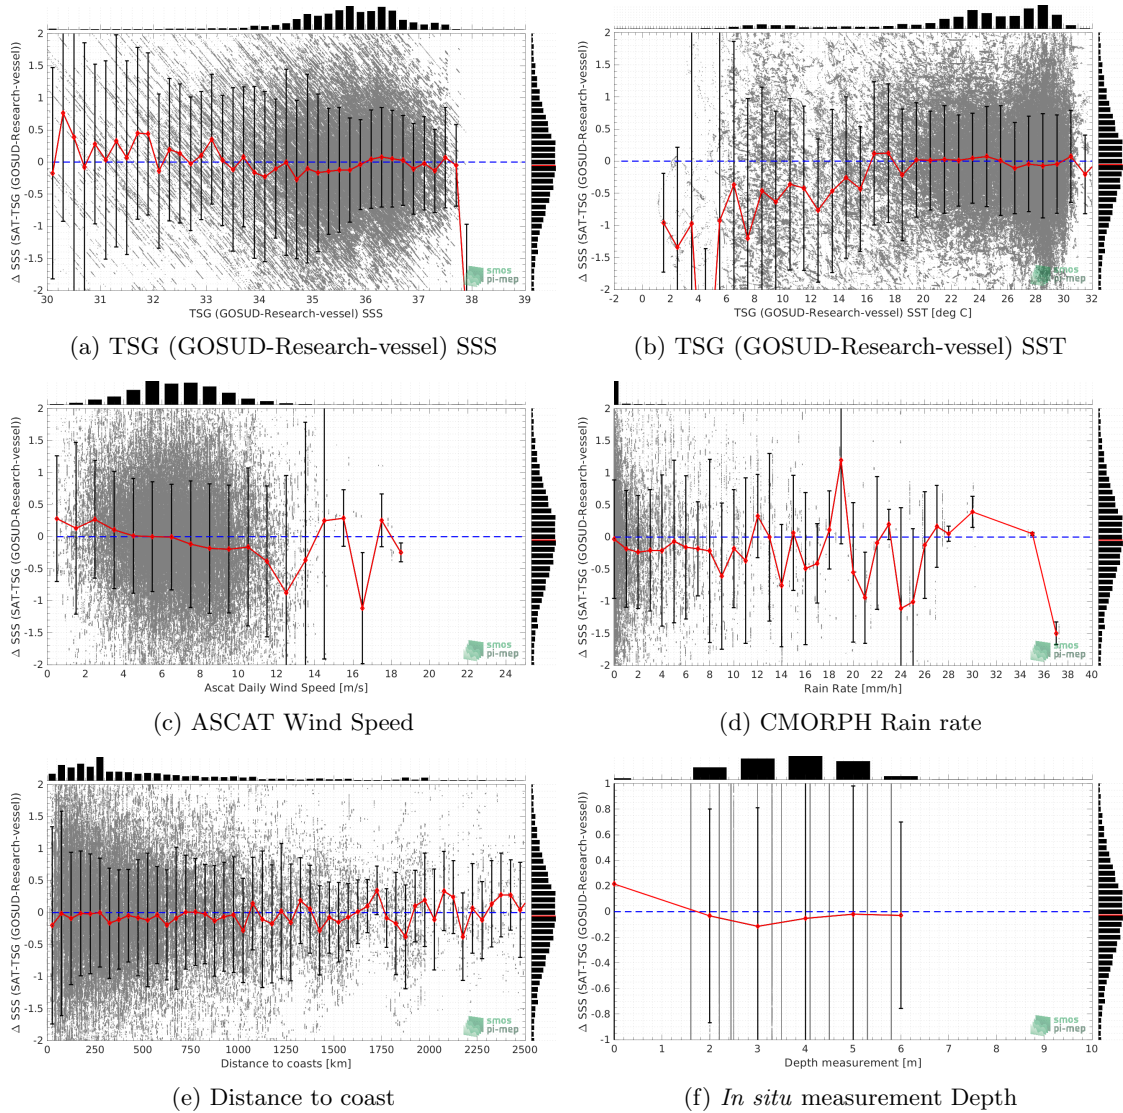 Δ SSS (SAT-TSG (GOSUD-Research-vessel))
2
1.5
1
0.5
0
-0.5
-1
-1.5
-2
30 31 32 33 34 35 36 37 38 39
TSG (GOSUD-Research-vessel) SSS
smos
pi-mep
(a) TSG (GOSUD-Research-vessel) SSS
Δ SSS (SAT-TSG (GOSUD-Research-vessel))
2
1.5
1
0.5
0
-0.5
-1
-1.5
-2
-2 0 2 4 6 8 10 12 14 16 18 20 22 24 26 28 30 32
TSG (GOSUD-Research-vessel) SST [deg C]
smos
pi-mep
(b) TSG (GOSUD-Research-vessel) SST
Δ SSS (SAT-TSG (GOSUD-Research-vessel))
2
1.5
1
0.5
0
-0.5
-1
-1.5
-2
0 2 4 6 8 10 12 14 16 18 20 22 24
Ascat Daily Wind Speed [m/s]
smos
pi-mep
(c) ASCAT Wind Speed
Δ SSS (SAT-TSG (GOSUD-Research-vessel))
2
1.5
1
0.5
0
-0.5
-1
-1.5
-2
0 2 4 6 8 10 12 14 16 18 20 22 24 26 28 30 32 34 36 38 40
Rain Rate [mm/h]
smos
pi-mep
(d) CMORPH Rain rate
Δ SSS (SAT-TSG (GOSUD-Research-vessel))
2
1.5
1
0.5
0
-0.5
-1
-1.5
-2
0 250 500 750 1000 1250 1500 1750 2000 2250 2500
Distance to coasts [km]
smos
pi-mep
(e) Distance to coast
Δ SSS (SAT-TSG (GOSUD-Research-vessel))
1
0.8
0.6
0.4
0.2
0
-0.2
-0.4
-0.6
-0.8
-1
0 1 2 3 4 5 6 7 8 9 10
Depth measurement [m]
smos
pi-mep
(f) In situ measurement Depth